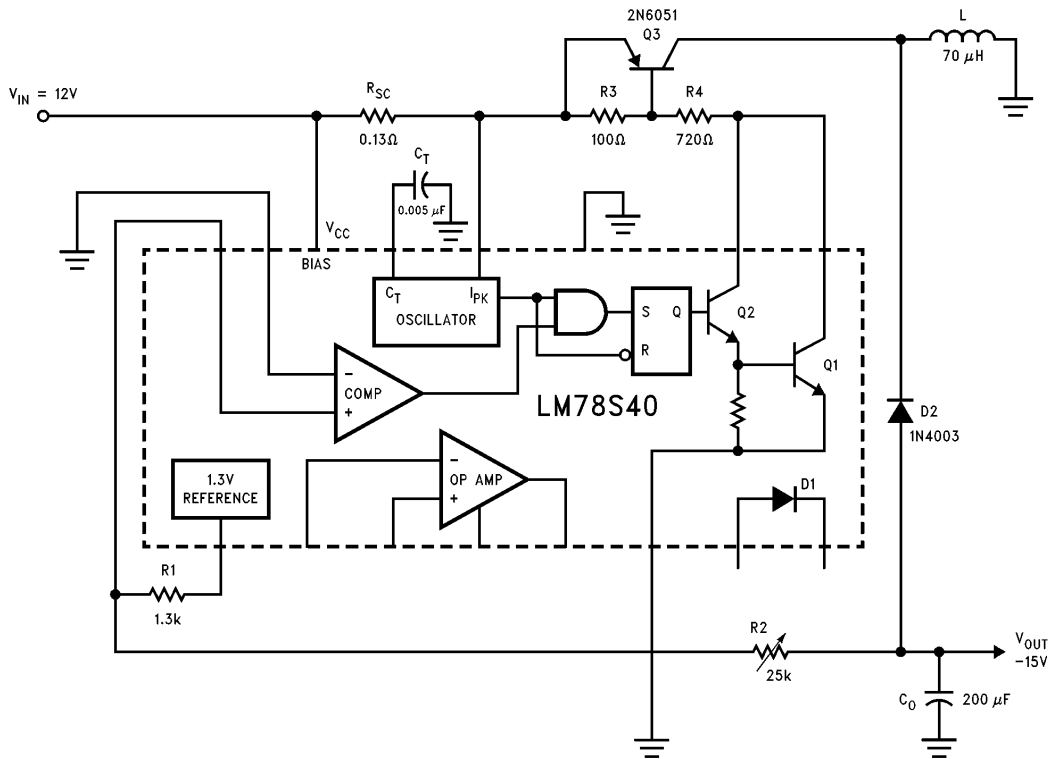 2N6051
Q3
L
70 μH
V_IN = 12V
R_SC
0.13Ω
R3
100Ω
R4
720Ω
C_T
0.005 μF
V_CC
BIAS
C_T
I_PK
OSCILLATOR
S
Q
R
Q2
Q1
−
COMP
+
LM78S40
D2
1N4003
−
OP AMP
+
1.3V
REFERENCE
D1
R1
1.3k
R2
25k
V_OUT
-15V
C_O
200 μF